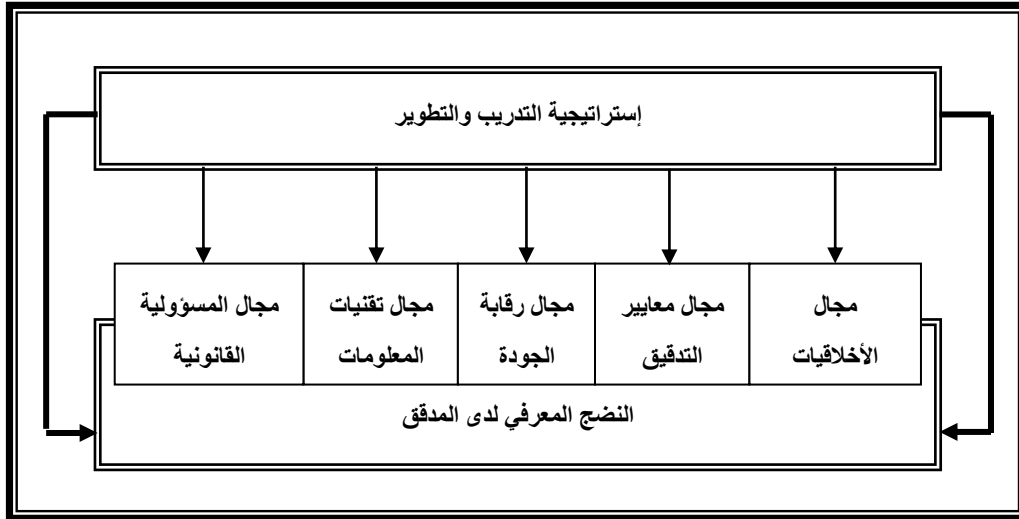 إستراتيجية التدريب والتطوير
مجال
الأخلاقيات
مجال معايير
التدقيق
مجال رقابة
الجودة
مجال تقنيات
المعلومات
مجال المسؤولية
القانونية
النضج المعرفي لدى المدقق